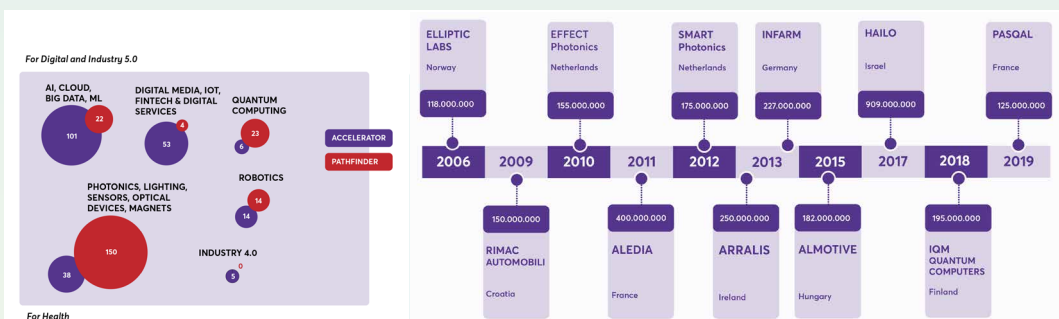 For Digital and Industry 5.0
AI, CLOUD,
BIG DATA, ML
22
101
DIGITAL MEDIA, IOT,
FINTECH & DIGITAL
SERVICES
4
53
QUANTUM
COMPUTING
23
6
ACCELERATOR
PATHFINDER
PHOTONICS, LIGHTING,
SENSORS, OPTICAL
DEVICES, MAGNETS
150
38
ROBOTICS
14
14
INDUSTRY 4.0
0
5
For Health
ELLIPTIC
LABS
Norway
118.000.000
EFFECT
Photonics
Netherlands
155.000.000
SMART
Photonics
Netherlands
175.000.000
INFARM
Germany
227.000.000
HAILO
Israel
909.000.000
PASQAL
France
125.000.000
2006 2009 2010 2011 2012 2013 2015 2017 2018 2019
150.000.000
RIMAC
AUTOMOBILI
Croatia
400.000.000
ALEDIA
France
250.000.000
ARRALIS
Ireland
182.000.000
ALMOTIVE
Hungary
195.000.000
IQM
QUANTUM
COMPUTERS
Finland